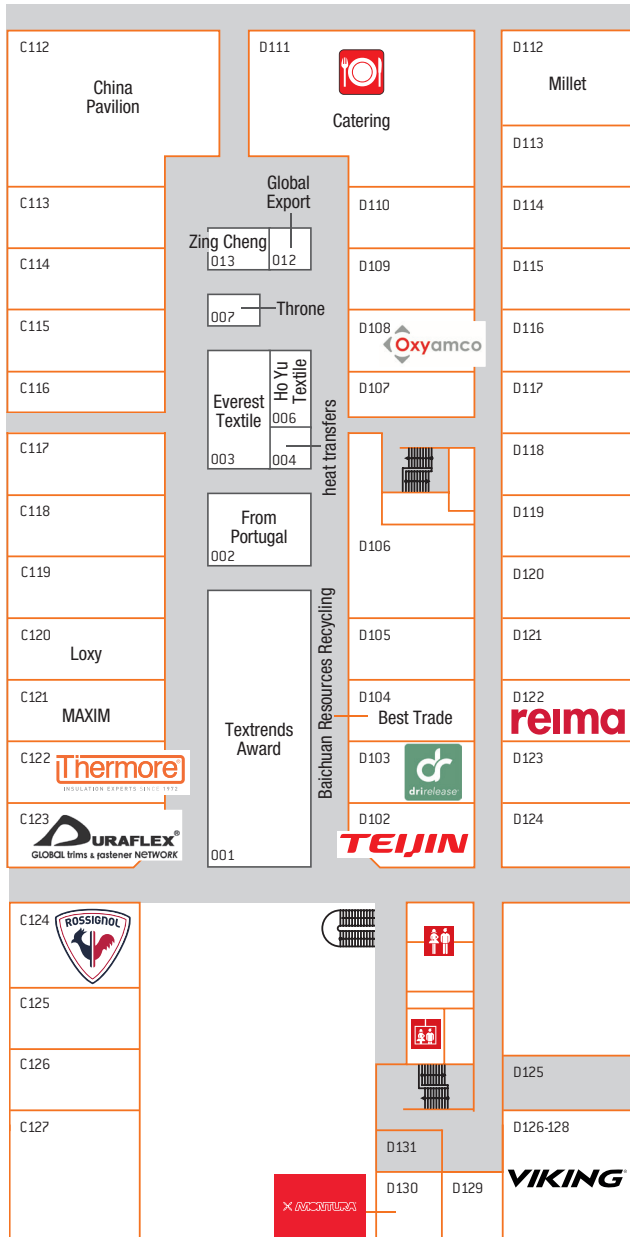 C112
China
Pavilion
C113
C114
C115
C116
C117
C118
C119
C120
Loxy
C121
MAXIM
C122
Thermore®
INSULATION EXPERTS SINCE 1972
C123
DURAFLEX®
GLOBAL trims & fastener NETWORK
C124
ROSSIGNOL
C125
C126
C127
Global
Export
Zing Cheng
013
012
007
Throne
Everest
Textile
003
Ho Yu
Textile
006
004
heat transfers
From
Portugal
002
Textrends
Award
001
Baichuan Resources Recycling
D111
Catering
D110
D109
D108
Oxyamco
D107
D106
D105
D104
Best Trade
D103
dr
drirelease
D102
TEIJIN
D131
D130
D129
MONTURA
D112
Millet
D113
D114
D115
D116
D117
D118
D119
D120
D121
D122
reima
D123
D124
D125
D126-128
VIKING